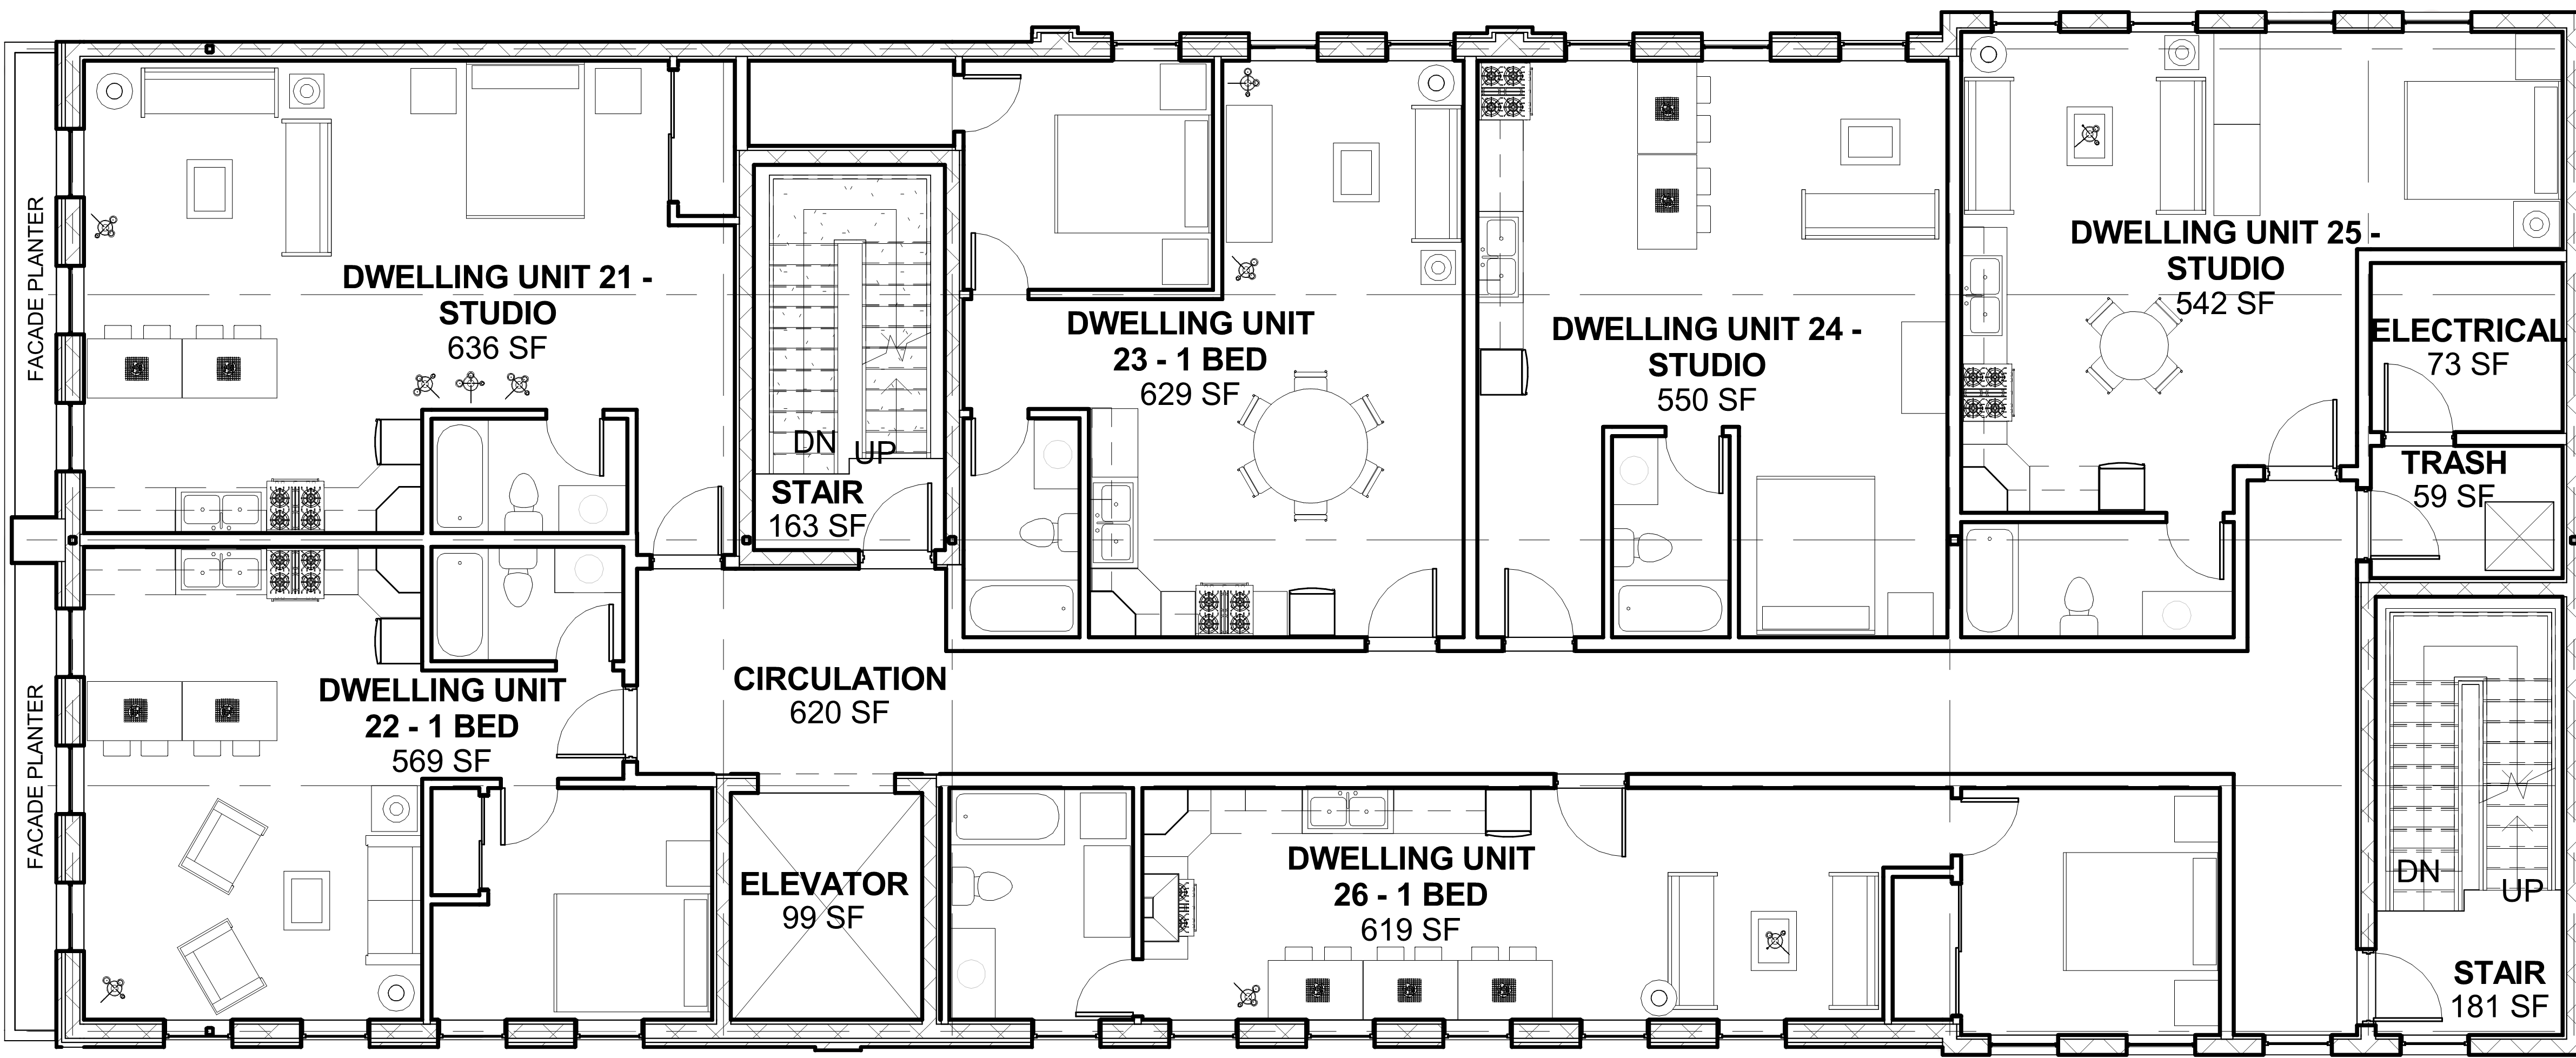 FACADE PLANTER
DWELLING UNIT 21 -
STUDIO
636 SF
DN
UP
STAIR
163 SF
DWELLING UNIT
23 - 1 BED
629 SF
DWELLING UNIT 24 -
STUDIO
550 SF
DWELLING UNIT 25 -
STUDIO
542 SF
ELECTRICAL
73 SF
TRASH
59 SF
FACADE PLANTER
DWELLING UNIT
22 - 1 BED
569 SF
CIRCULATION
620 SF
ELEVATOR
99 SF
DWELLING UNIT
26 - 1 BED
619 SF
DN
UP
STAIR
181 SF